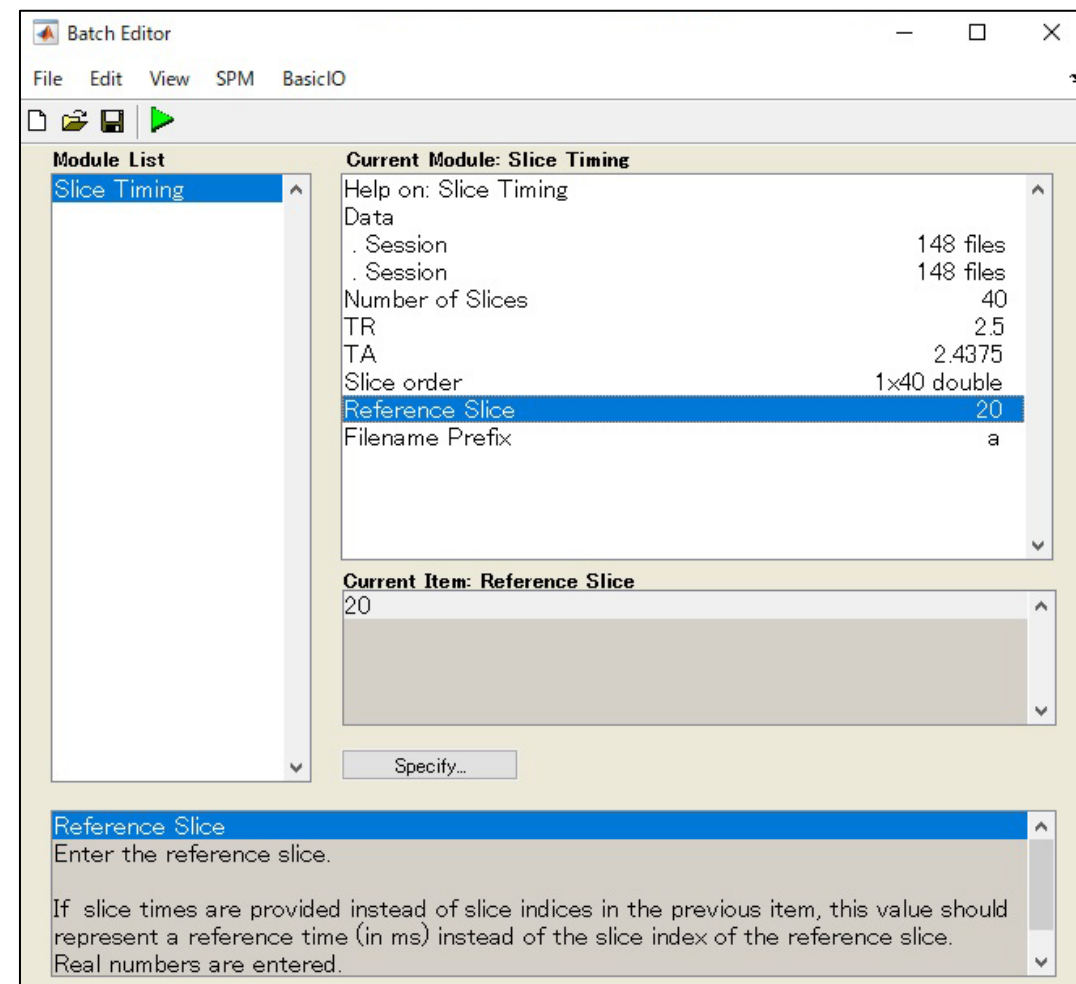 Batch Editor
File Edit View SPM BasicIO
Module List
Slice Timing
Current Module: Slice Timing
Help on: Slice Timing
Data
. Session 148 files
. Session 148 files
Number of Slices 40
TR 2.5
TA 2.4375
Slice order 1×40 double
Reference Slice 20
Filename Prefix a
Current Item: Reference Slice
20
Specify...
Reference Slice
Enter the reference slice.
If slice times are provided instead of slice indices in the previous item, this value should
represent a reference time (in ms) instead of the slice index of the reference slice.
Real numbers are entered.